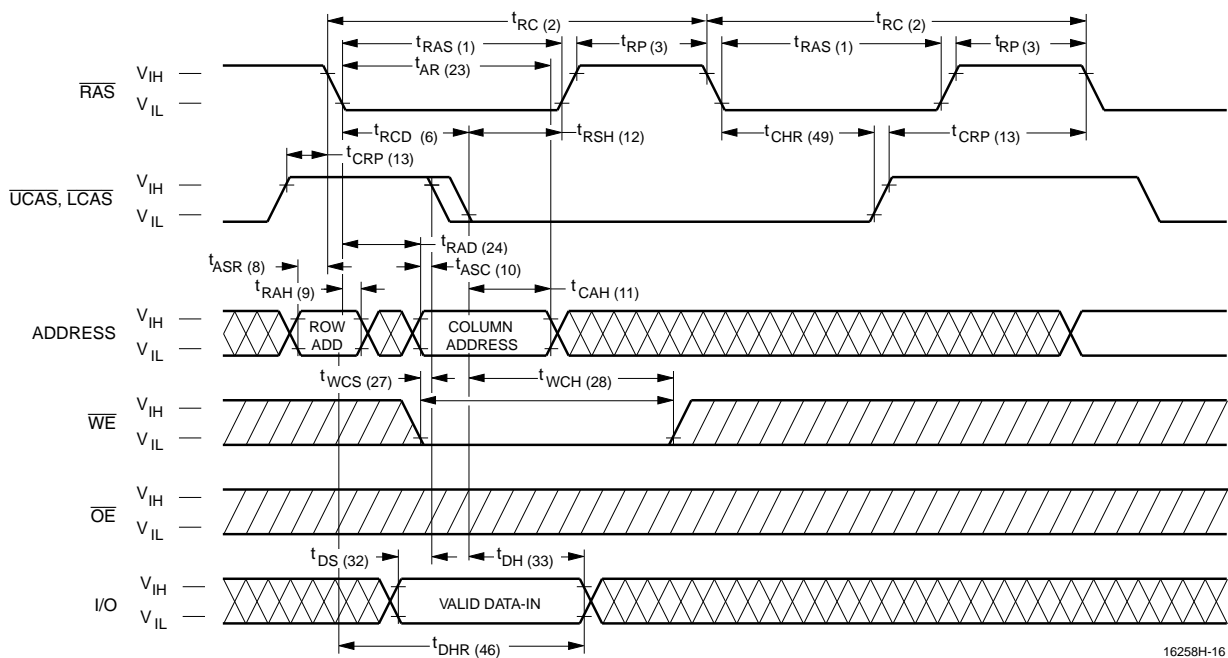 tRC (2) tRC (2)
tRAS (1) tRP (3) tRAS (1) tRP (3)
tAR (23)
RAS VIH
VIL
tRCD (6) tRSH (12) tCHR (49) tCRP (13)
tCRP (13)
UCAS, LCAS VIH
VIL
tRAD (24)
tASR (8) tASC (10)
tRAH (9) tCAH (11)
ADDRESS VIH ROW COLUMN
VIL ADD ADDRESS
tWCS (27) tWCH (28)
WE VIH
VIL
OE VIH
VIL
tDS (32) tDH (33)
I/O VIH
VIL VALID DATA-IN
tDHR (46)
16258H-16